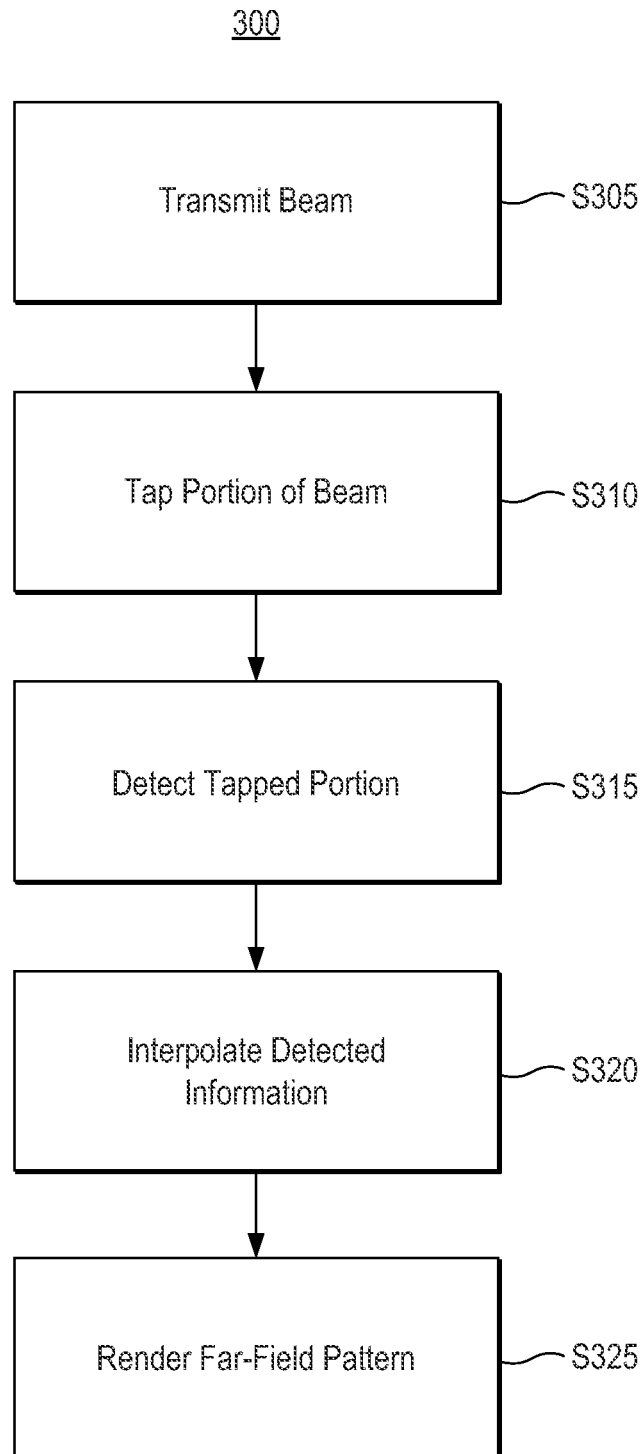 300
Transmit Beam
S305
Tap Portion of Beam
S310
Detect Tapped Portion
S315
Interpolate Detected
Information
S320
Render Far-Field Pattern
S325